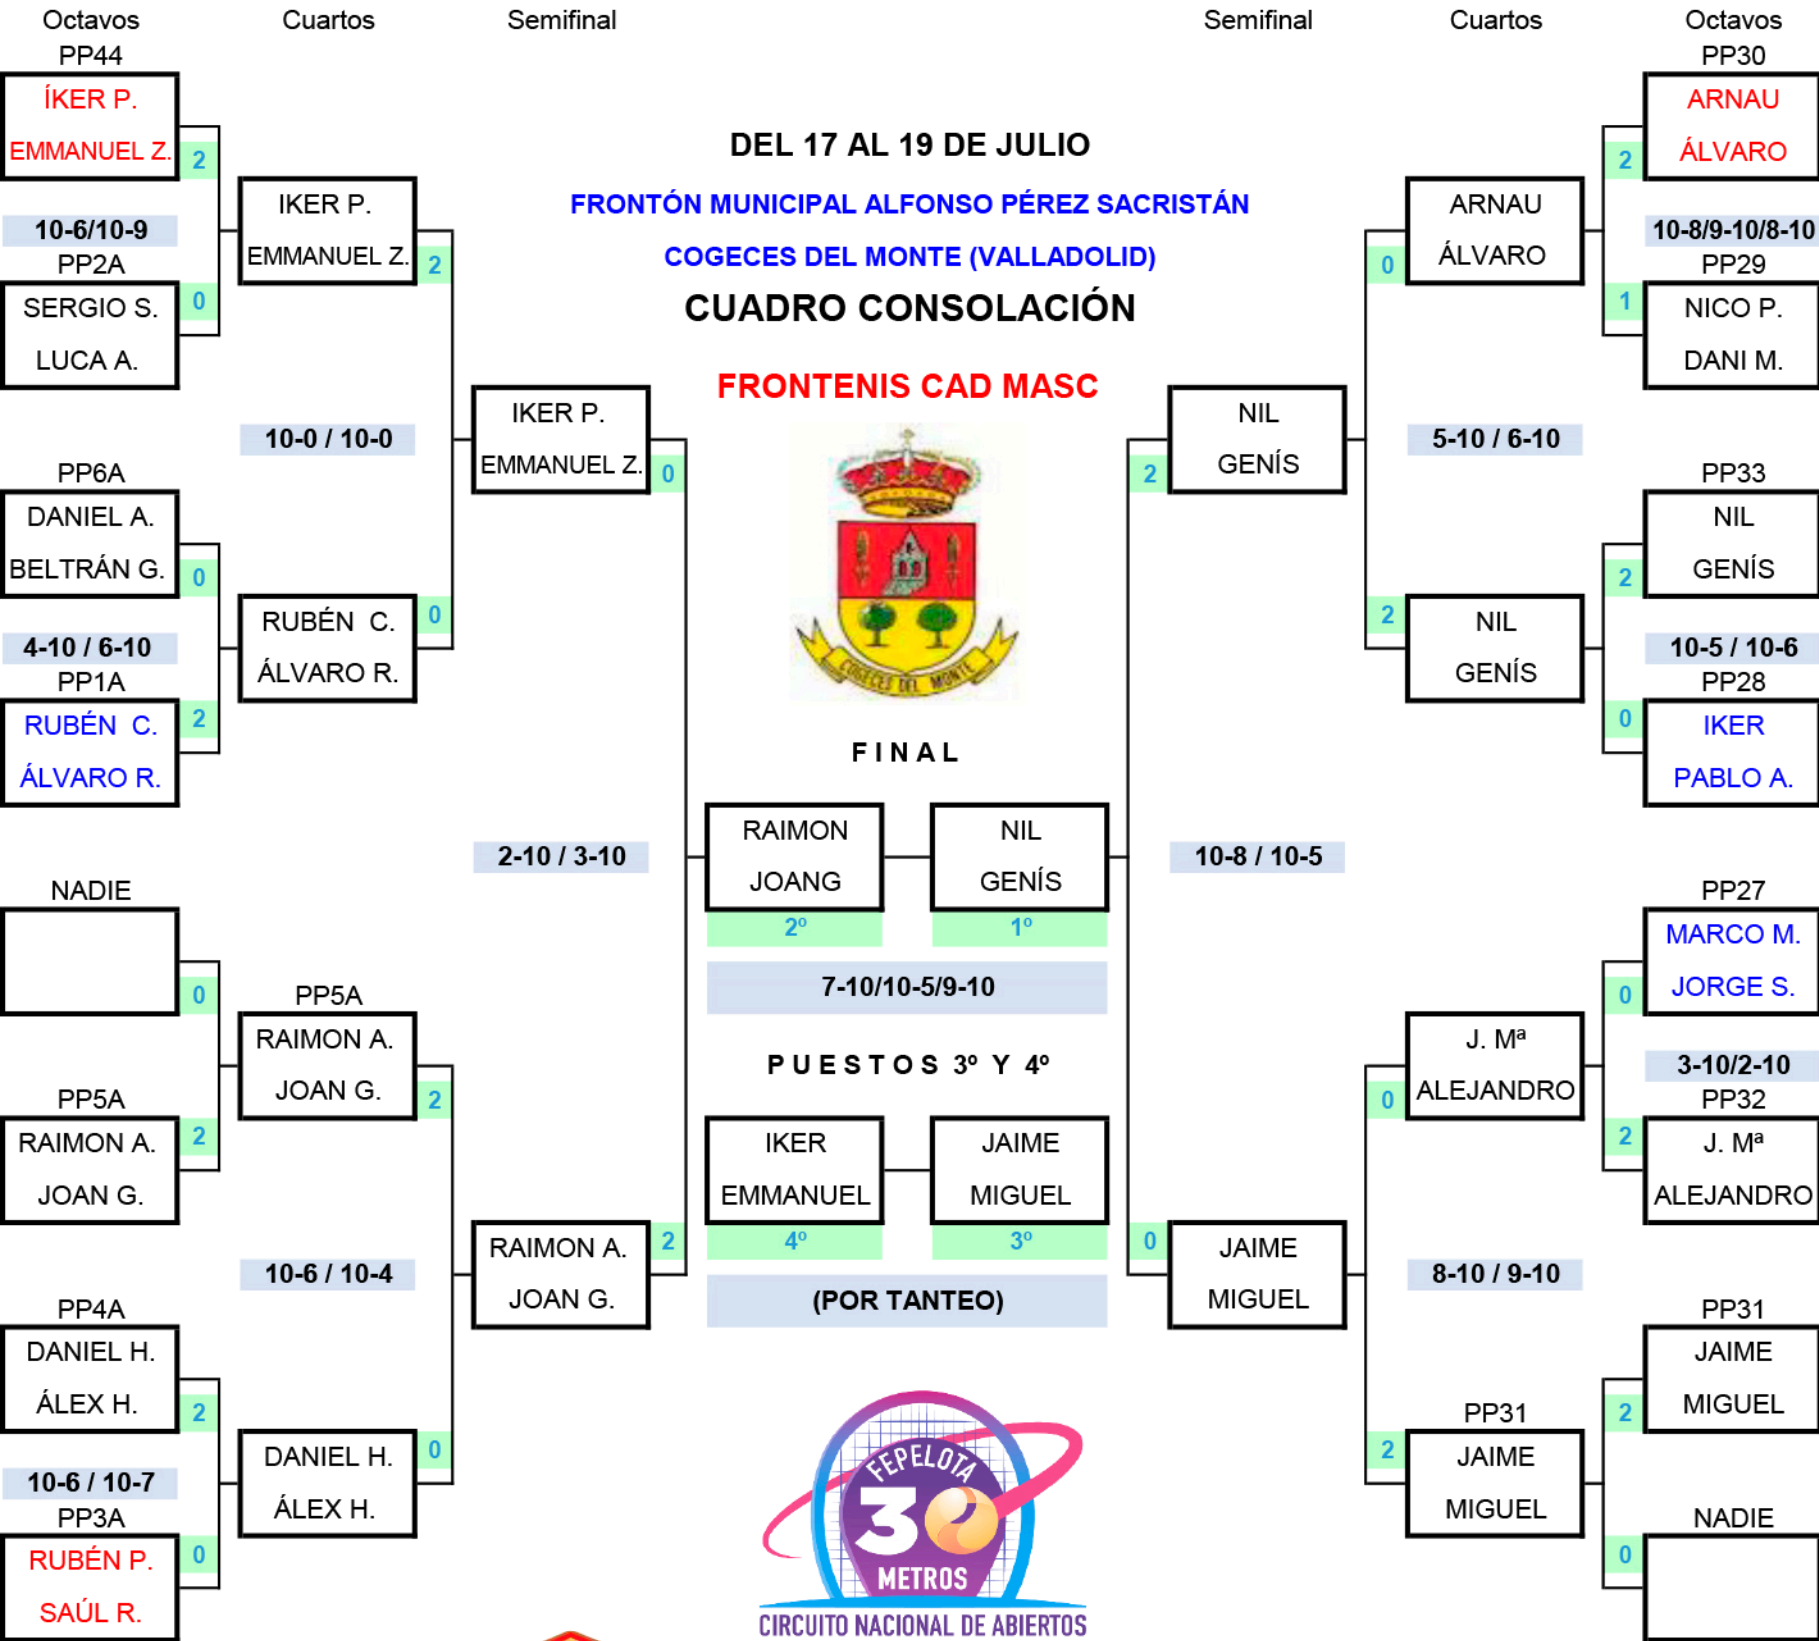 Octavos
Cuartos
Semifinal
Semifinal
Cuartos
Octavos
PP44
ÍKER P.
EMMANUEL Z.
2
10-6/10-9
PP2A
0
SERGIO S.
LUCA A.
IKER P.
EMMANUEL Z.
2
10-0 / 10-0
PP6A
DANIEL A.
BELTRÁN G.
0
4-10 / 6-10
PP1A
2
RUBÉN C.
ÁLVARO R.
0
RUBÉN C.
ÁLVARO R.
IKER P.
EMMANUEL Z.
0
2-10 / 3-10
NADIE
0
PP5A
2
RAIMON A.
JOAN G.
PP5A
RAIMON A.
JOAN G.
2
10-6 / 10-4
PP4A
DANIEL H.
ÁLEX H.
2
10-6 / 10-7
PP3A
0
RUBÉN P.
SAÚL R.
0
DANIEL H.
ÁLEX H.
2
RAIMON A.
JOAN G.
DEL 17 AL 19 DE JULIO
FRONTÓN MUNICIPAL ALFONSO PÉREZ SACRISTÁN
COGECES DEL MONTE (VALLADOLID)
CUADRO CONSOLACIÓN
FRONTENIS CAD MASC
COGECES DEL MONTE
FINAL
RAIMON
JOANG
2º
NIL
GENÍS
1º
7-10/10-5/9-10
PUESTOS 3º Y 4º
IKER
EMMANUEL
4º
JAIME
MIGUEL
3º
(POR TANTEO)
FEPELOTA
30
METROS
CIRCUITO NACIONAL DE ABIERTOS
NIL
GENÍS
2
10-8 / 10-5
0
JAIME
MIGUEL
ARNAU
ÁLVARO
0
5-10 / 6-10
2
NIL
GENÍS
J. Mª
ALEJANDRO
0
8-10 / 9-10
PP31
2
JAIME
MIGUEL
PP30
ARNAU
ÁLVARO
2
10-8/9-10/8-10
PP29
1
NICO P.
DANI M.
PP33
NIL
GENÍS
2
10-5 / 10-6
PP28
0
IKER
PABLO A.
PP27
MARCO M.
JORGE S.
0
3-10/2-10
PP32
2
J. Mª
ALEJANDRO
PP31
JAIME
MIGUEL
2
NADIE
0